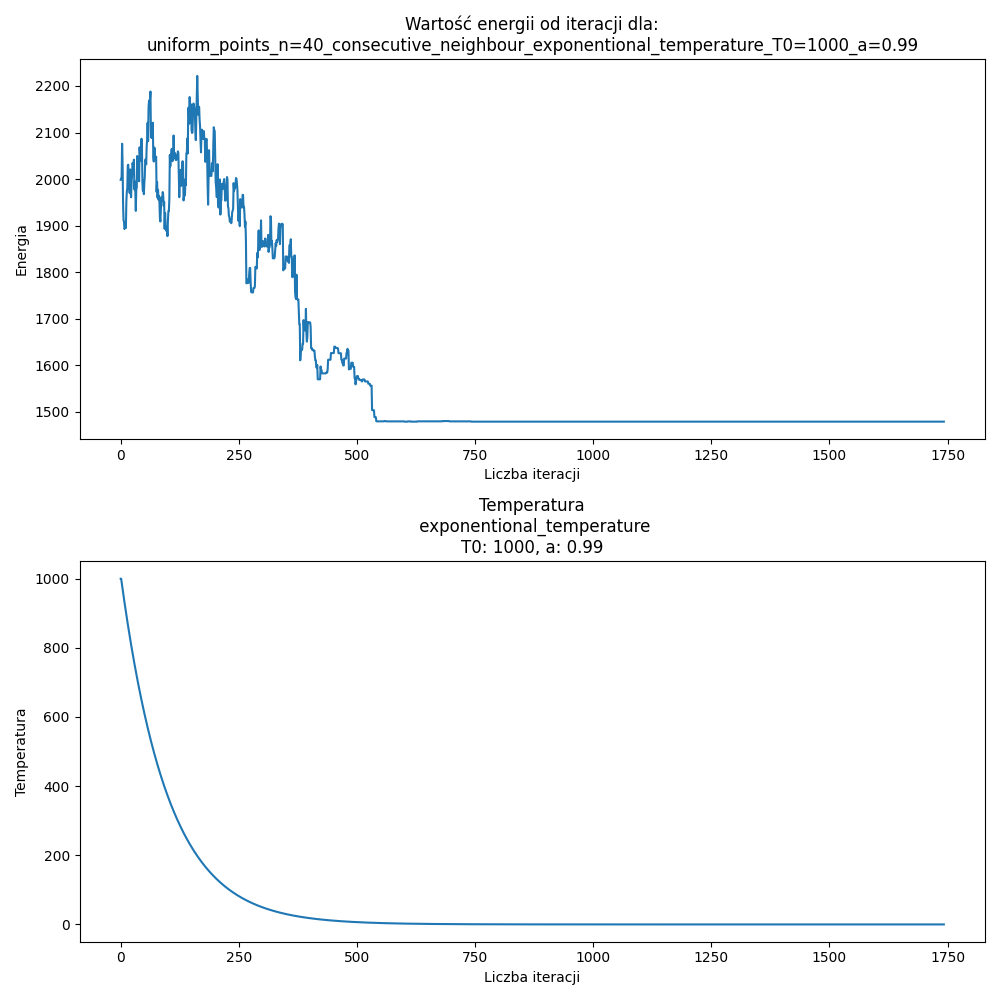 Wartość energii od iteracji dla:
uniform_points_n=40_consecutive_neighbour_exponentional_temperature_T0=1000_a=0.99
2200
2100
2000
1900
1800
1700
1600
1500
Energia
0 250 500 750 1000 1250 1500 1750
Liczba iteracji
Temperatura
exponentional_temperature
T0: 1000, a: 0.99
1000
800
600
400
200
0
Temperatura
0 250 500 750 1000 1250 1500 1750
Liczba iteracji